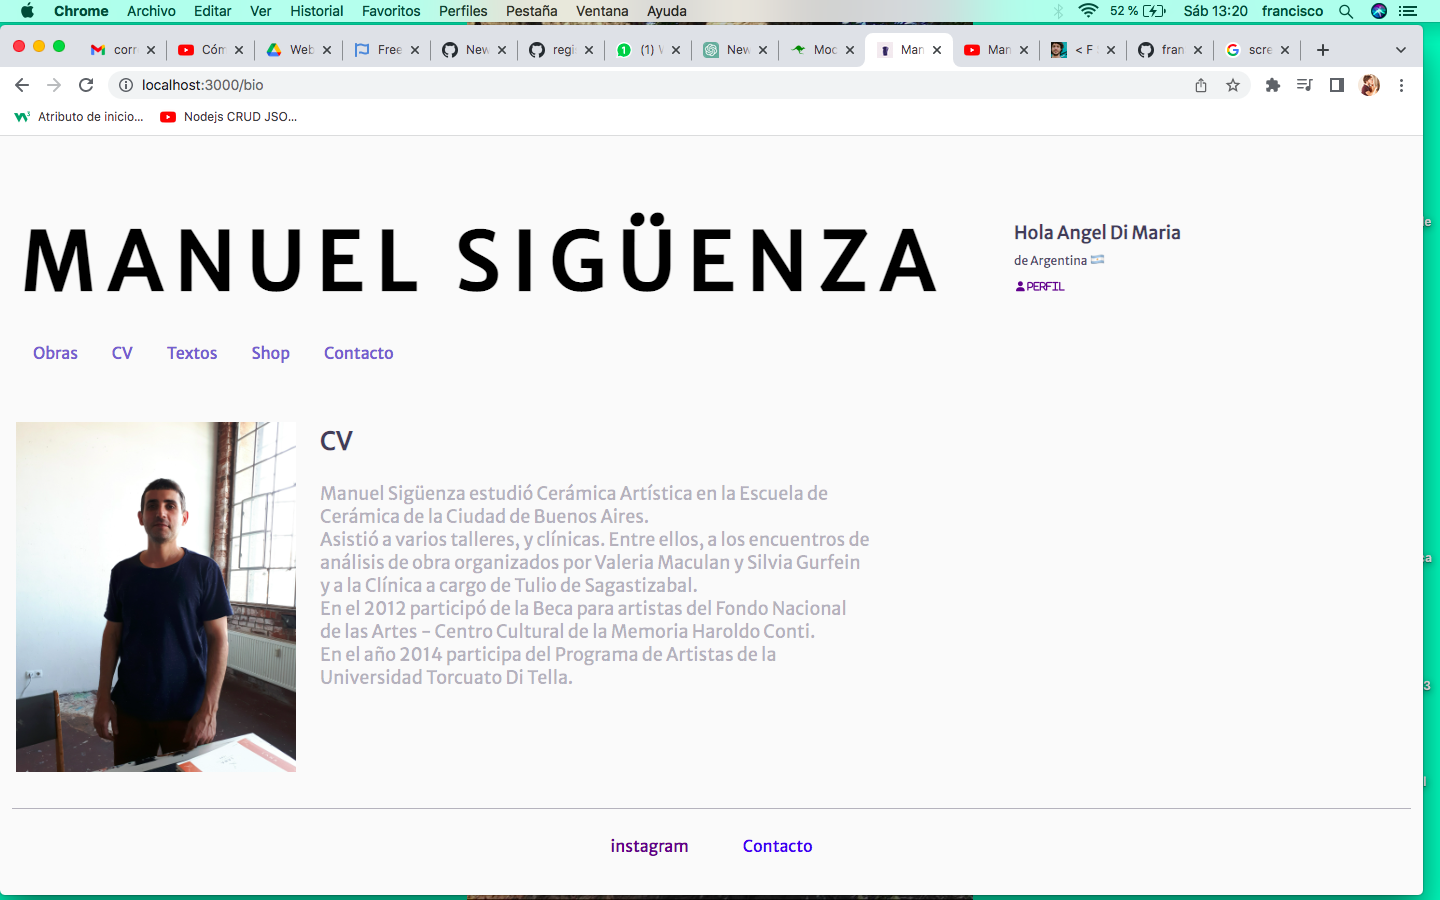 Chrome Archivo Editar Ver Historial Favoritos Perfiles Pestaña Ventana Ayuda 52 % Sáb 13:20 francisco
corr Cóm Web Free New regi (1) New Moc Man Man < F fran scre
localhost:3000/bio
Atributo de inicio... Nodejs CRUD JSO...
MANUEL SIGÜENZA
Hola Angel Di Maria
de Argentina
PERFIL
Obras CV Textos Shop Contacto
CV
Manuel Sigüenza estudió Cerámica Artística en la Escuela de
Cerámica de la Ciudad de Buenos Aires.
Asistió a varios talleres, y clínicas. Entre ellos, a los encuentros de
análisis de obra organizados por Valeria Maculan y Silvia Gurfein
y a la Clínica a cargo de Tulio de Sagastizabal.
En el 2012 participó de la Beca para artistas del Fondo Nacional
de las Artes - Centro Cultural de la Memoria Haroldo Conti.
En el año 2014 participa del Programa de Artistas de la
Universidad Torcuato Di Tella.
instagram Contacto